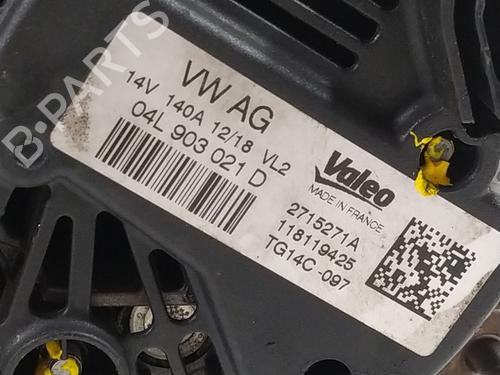 B-PARTS
VW AG
14V 140A 12/18 VL2
04L 903 021 D
Valeo
MADE IN FRANCE
2715271A
118119425
TG14C -097